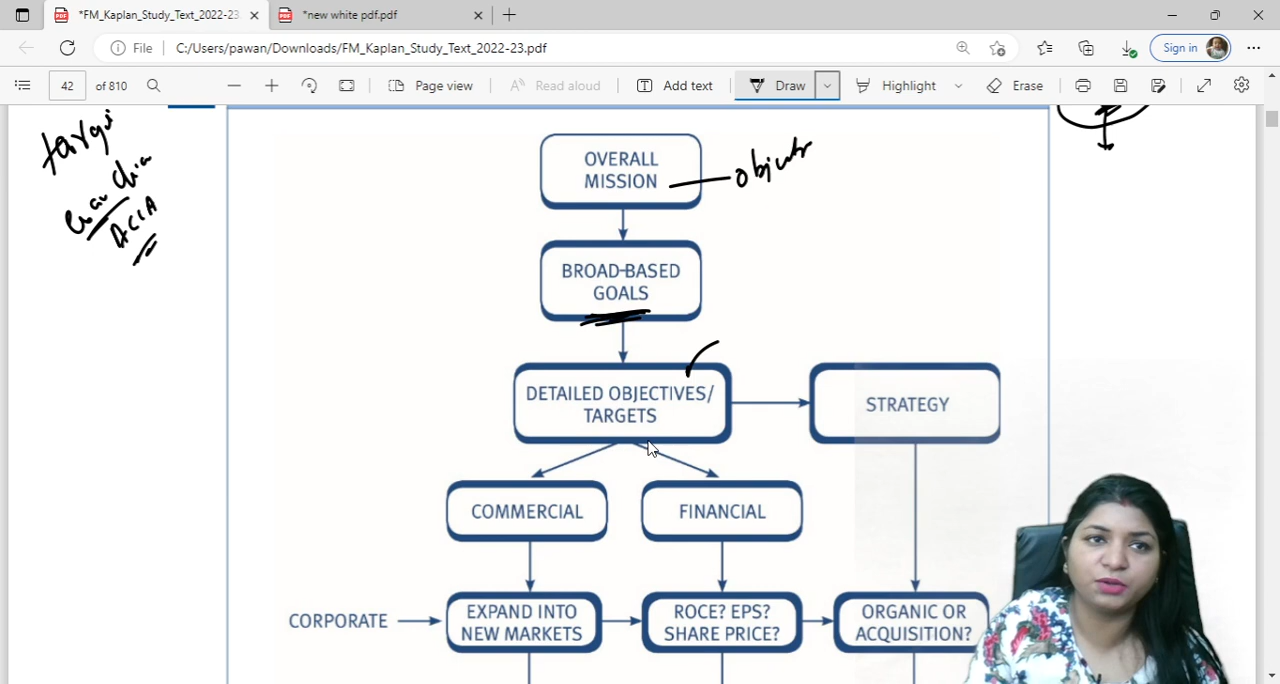 *FM_Kaplan_Study_Text_2022-23
*new white pdf.pdf
File C:/Users/pawan/Downloads/FM_Kaplan_Study_Text_2022-23.pdf
Sign in
42 of 810
Page view
Read aloud
Add text
Draw
Highlight
Erase
ACCA
OVERALL
MISSION
BROAD-BASED
GOALS
DETAILED OBJECTIVES/
TARGETS
STRATEGY
COMMERCIAL
FINANCIAL
CORPORATE
EXPAND INTO
NEW MARKETS
ROCE? EPS?
SHARE PRICE?
ORGANIC OR
ACQUISITION?